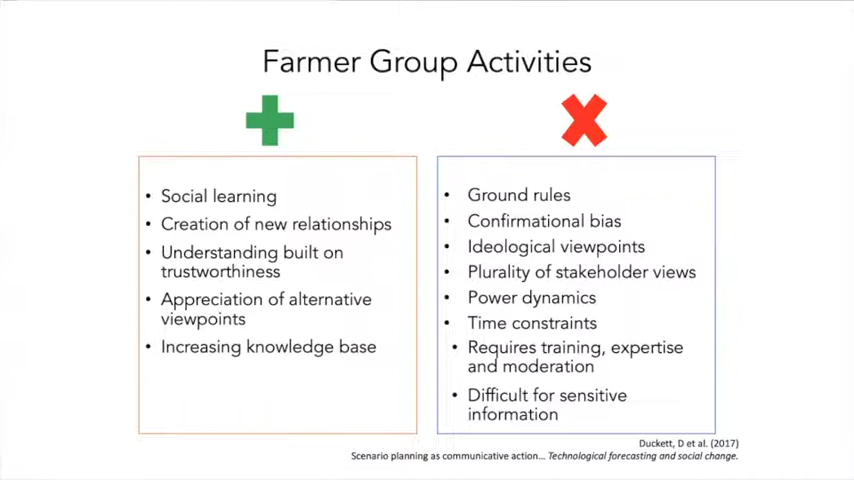 Farmer Group Activities
• Social learning
• Creation of new relationships
• Understanding built on
trustworthiness
• Appreciation of alternative
viewpoints
• Increasing knowledge base
• Ground rules
• Confirmational bias
• Ideological viewpoints
• Plurality of stakeholder views
• Power dynamics
• Time constraints
• Requires training, expertise
and moderation
• Difficult for sensitive
information
Duckett, D et al. (2017)
Scenario planning as communicative action... Technological forecasting and social change.